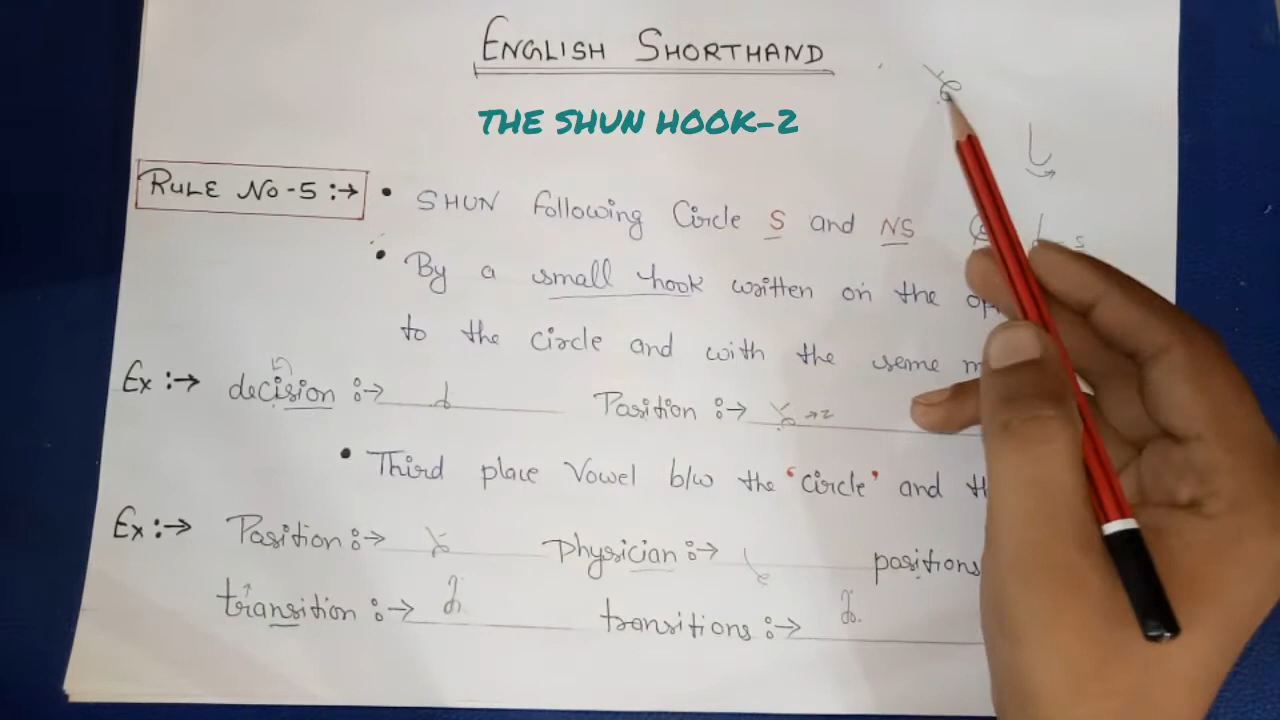 ENGLISH SHORTHAND
THE SHUN HOOK-2
RULE NO-5 :→ • SHUN following Circle S and NS
• By a small hook written on the
to the circle and with the seme
Ex :→ decision :→ Position :→ →2
• Third place Vowel b/w the 'circle' and
Ex :→ Position :→ Physician :→ positions
transition :→ transitions :→